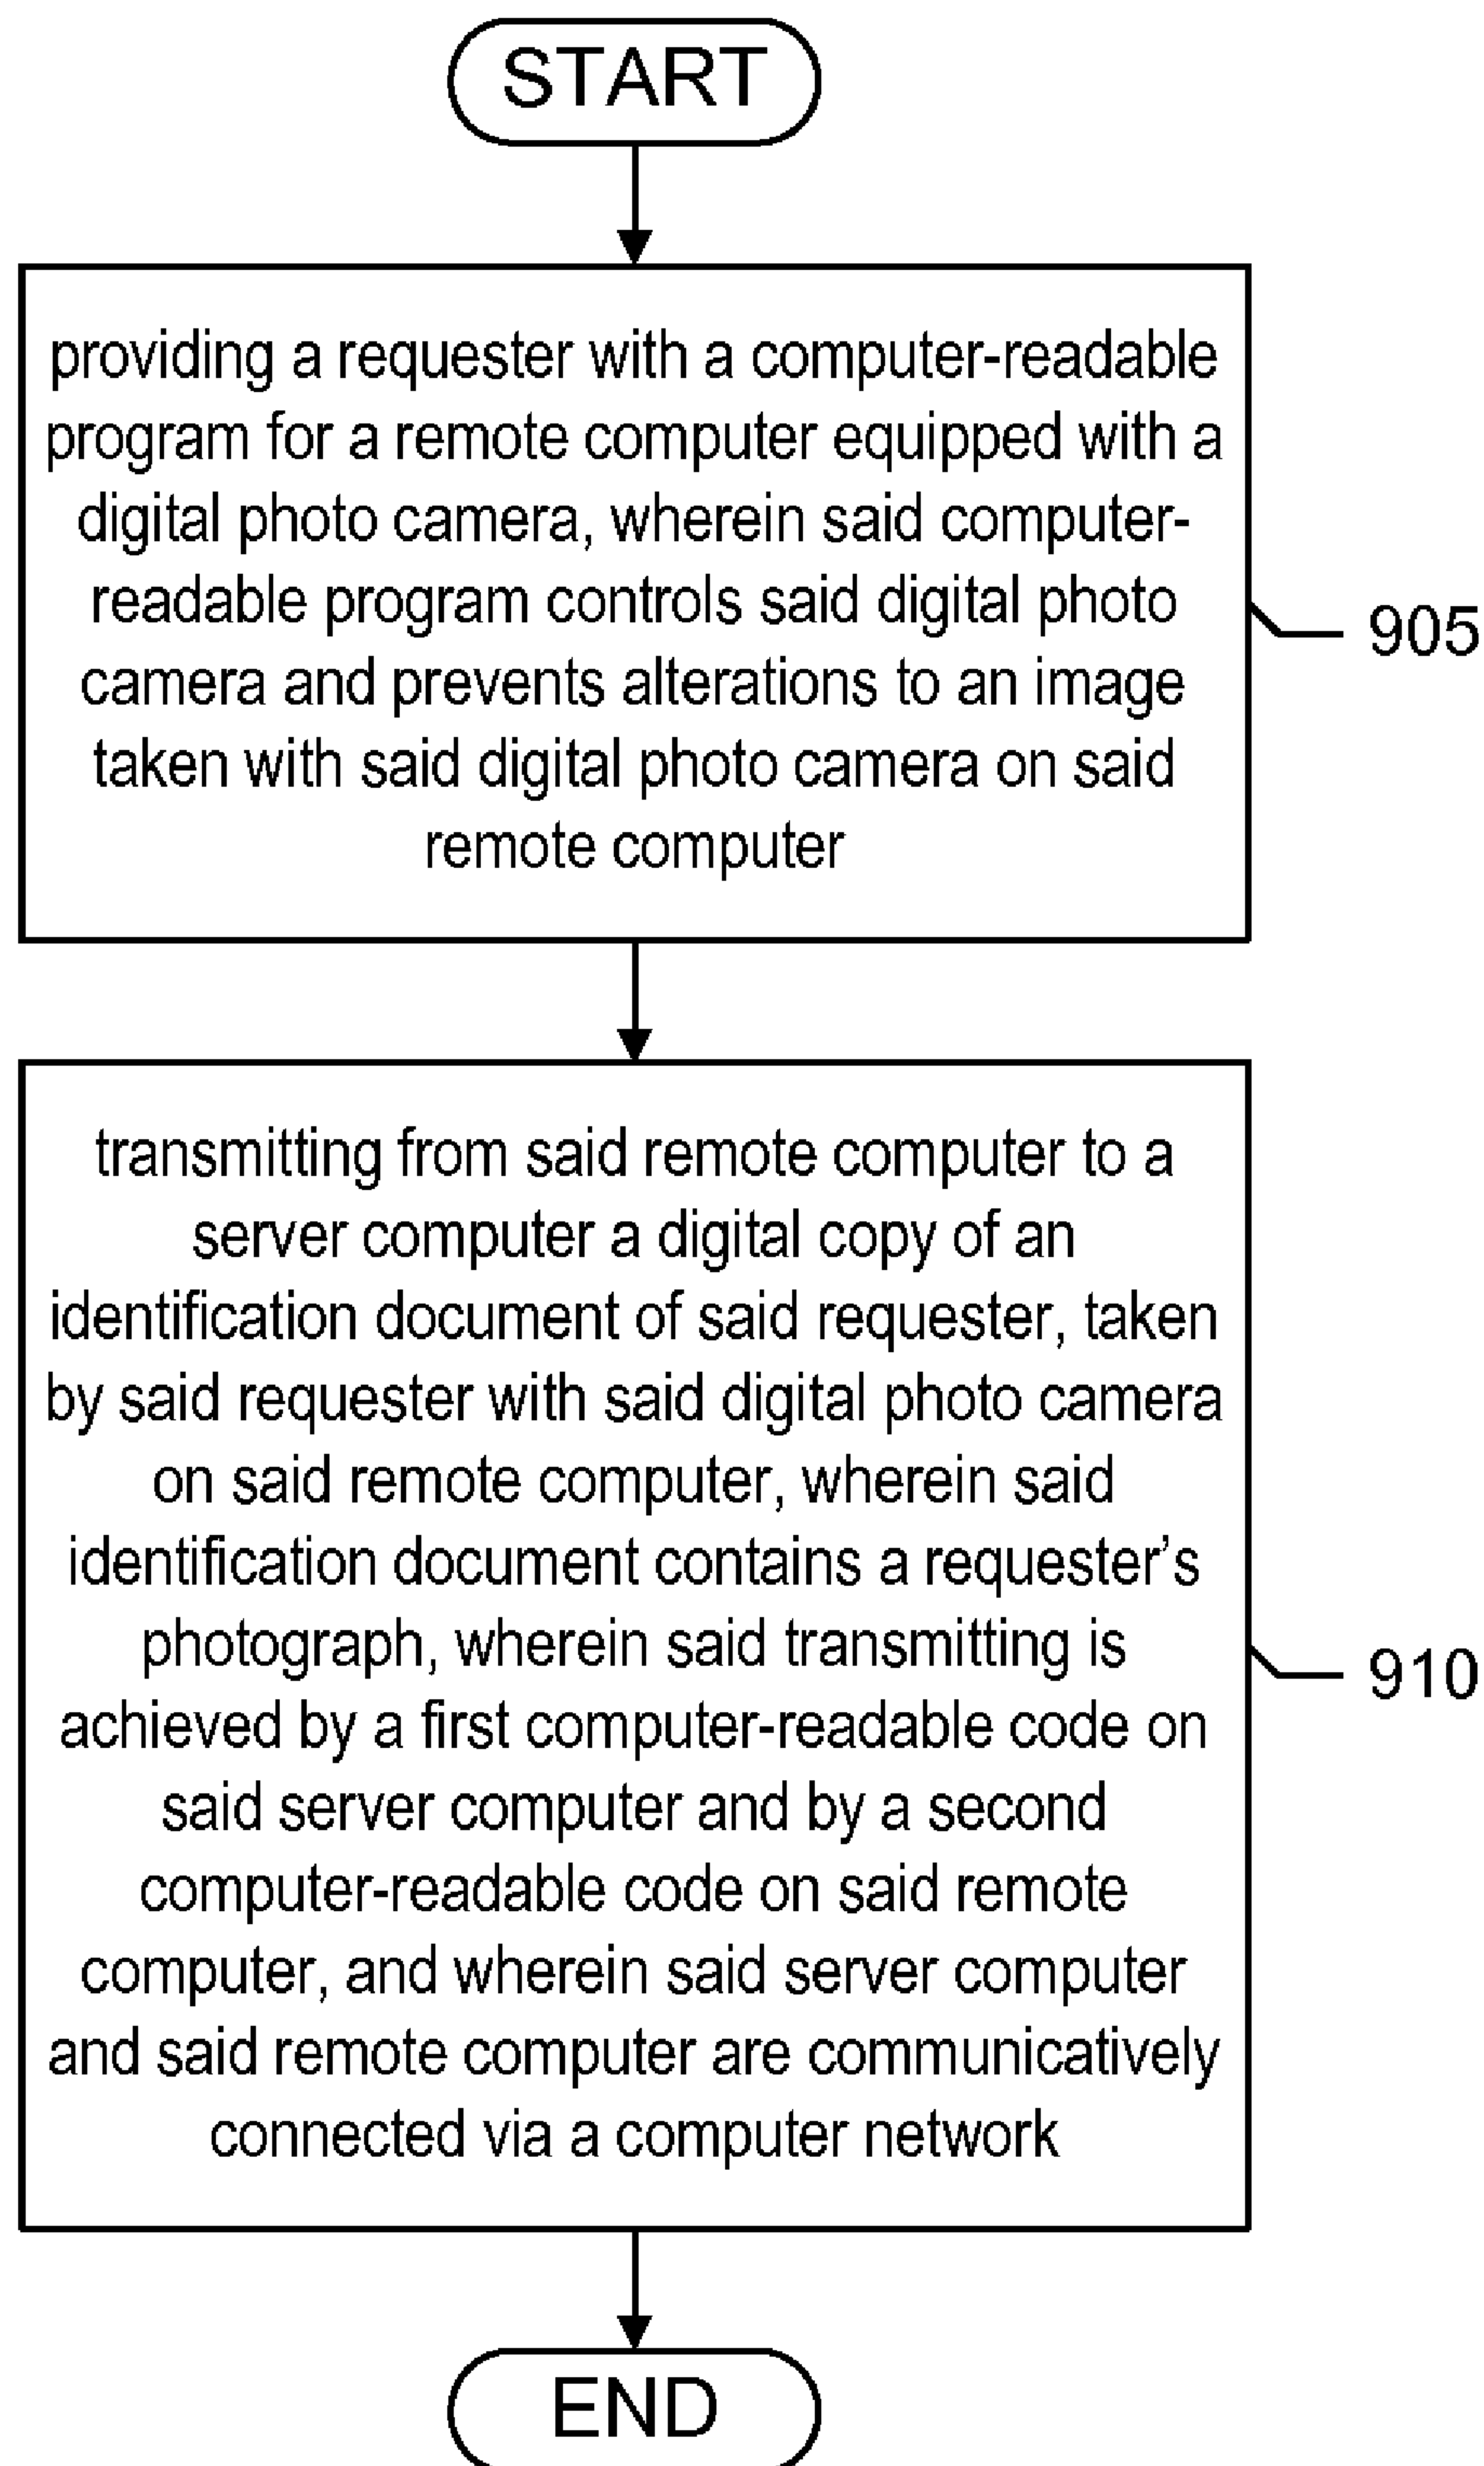 START
providing a requester with a computer-readable
program for a remote computer equipped with a
digital photo camera, wherein said computer-
readable program controls said digital photo
camera and prevents alterations to an image
taken with said digital photo camera on said
remote computer
905
transmitting from said remote computer to a
server computer a digital copy of an
identification document of said requester, taken
by said requester with said digital photo camera
on said remote computer, wherein said
identification document contains a requester's
photograph, wherein said transmitting is
achieved by a first computer-readable code on
said server computer and by a second
computer-readable code on said remote
computer, and wherein said server computer
and said remote computer are communicatively
connected via a computer network
910
END